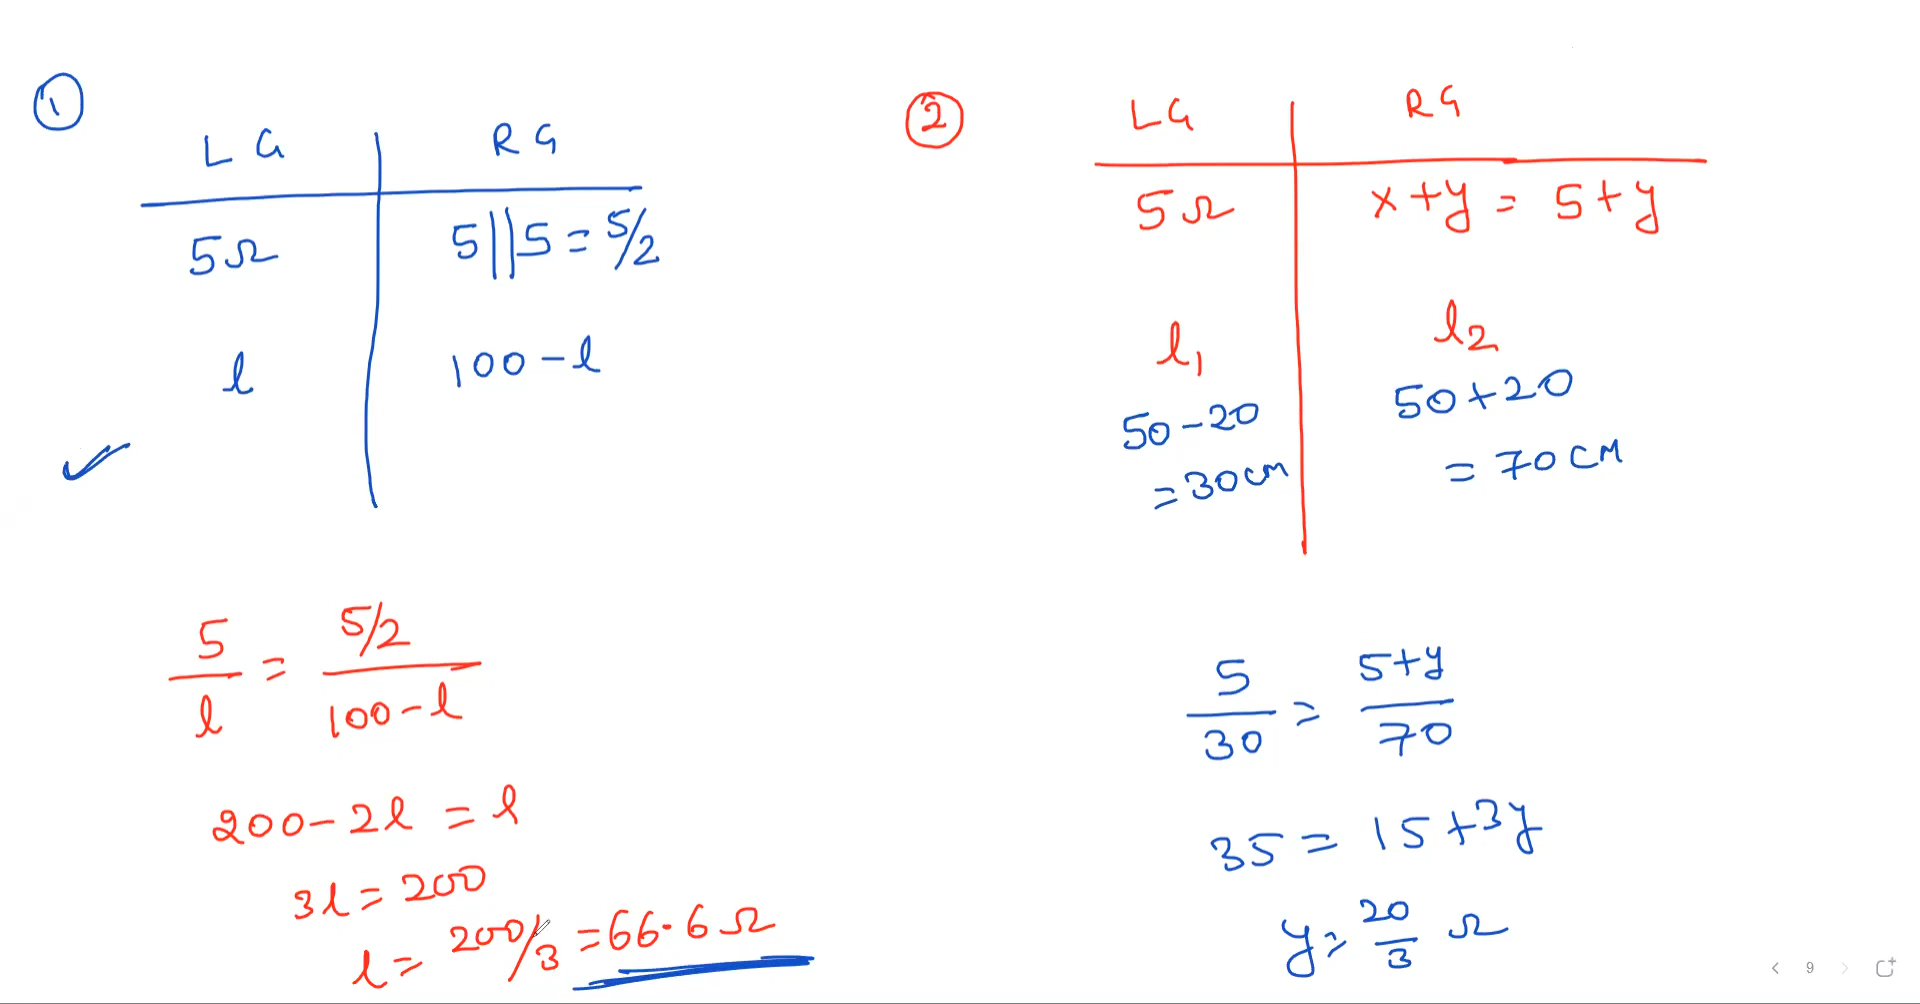 ①
LG RG
5Ω 5||5 = 5/2
l 100-l
5/l = (5/2)/(100-l)
200-2l = l
3l = 200
l = 200/3 = 66.6 Ω
②
LG RG
5Ω x+y = 5+y
l₁ l₂
50-20 50+20
=30cm = 70cm
5/30 = (5+y)/70
35 = 15+3y
y = 20/3 Ω
9